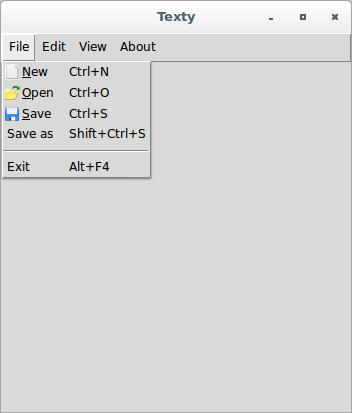 Texty
File Edit View About
New Ctrl+N
Open Ctrl+O
Save Ctrl+S
Save as Shift+Ctrl+S
Exit Alt+F4